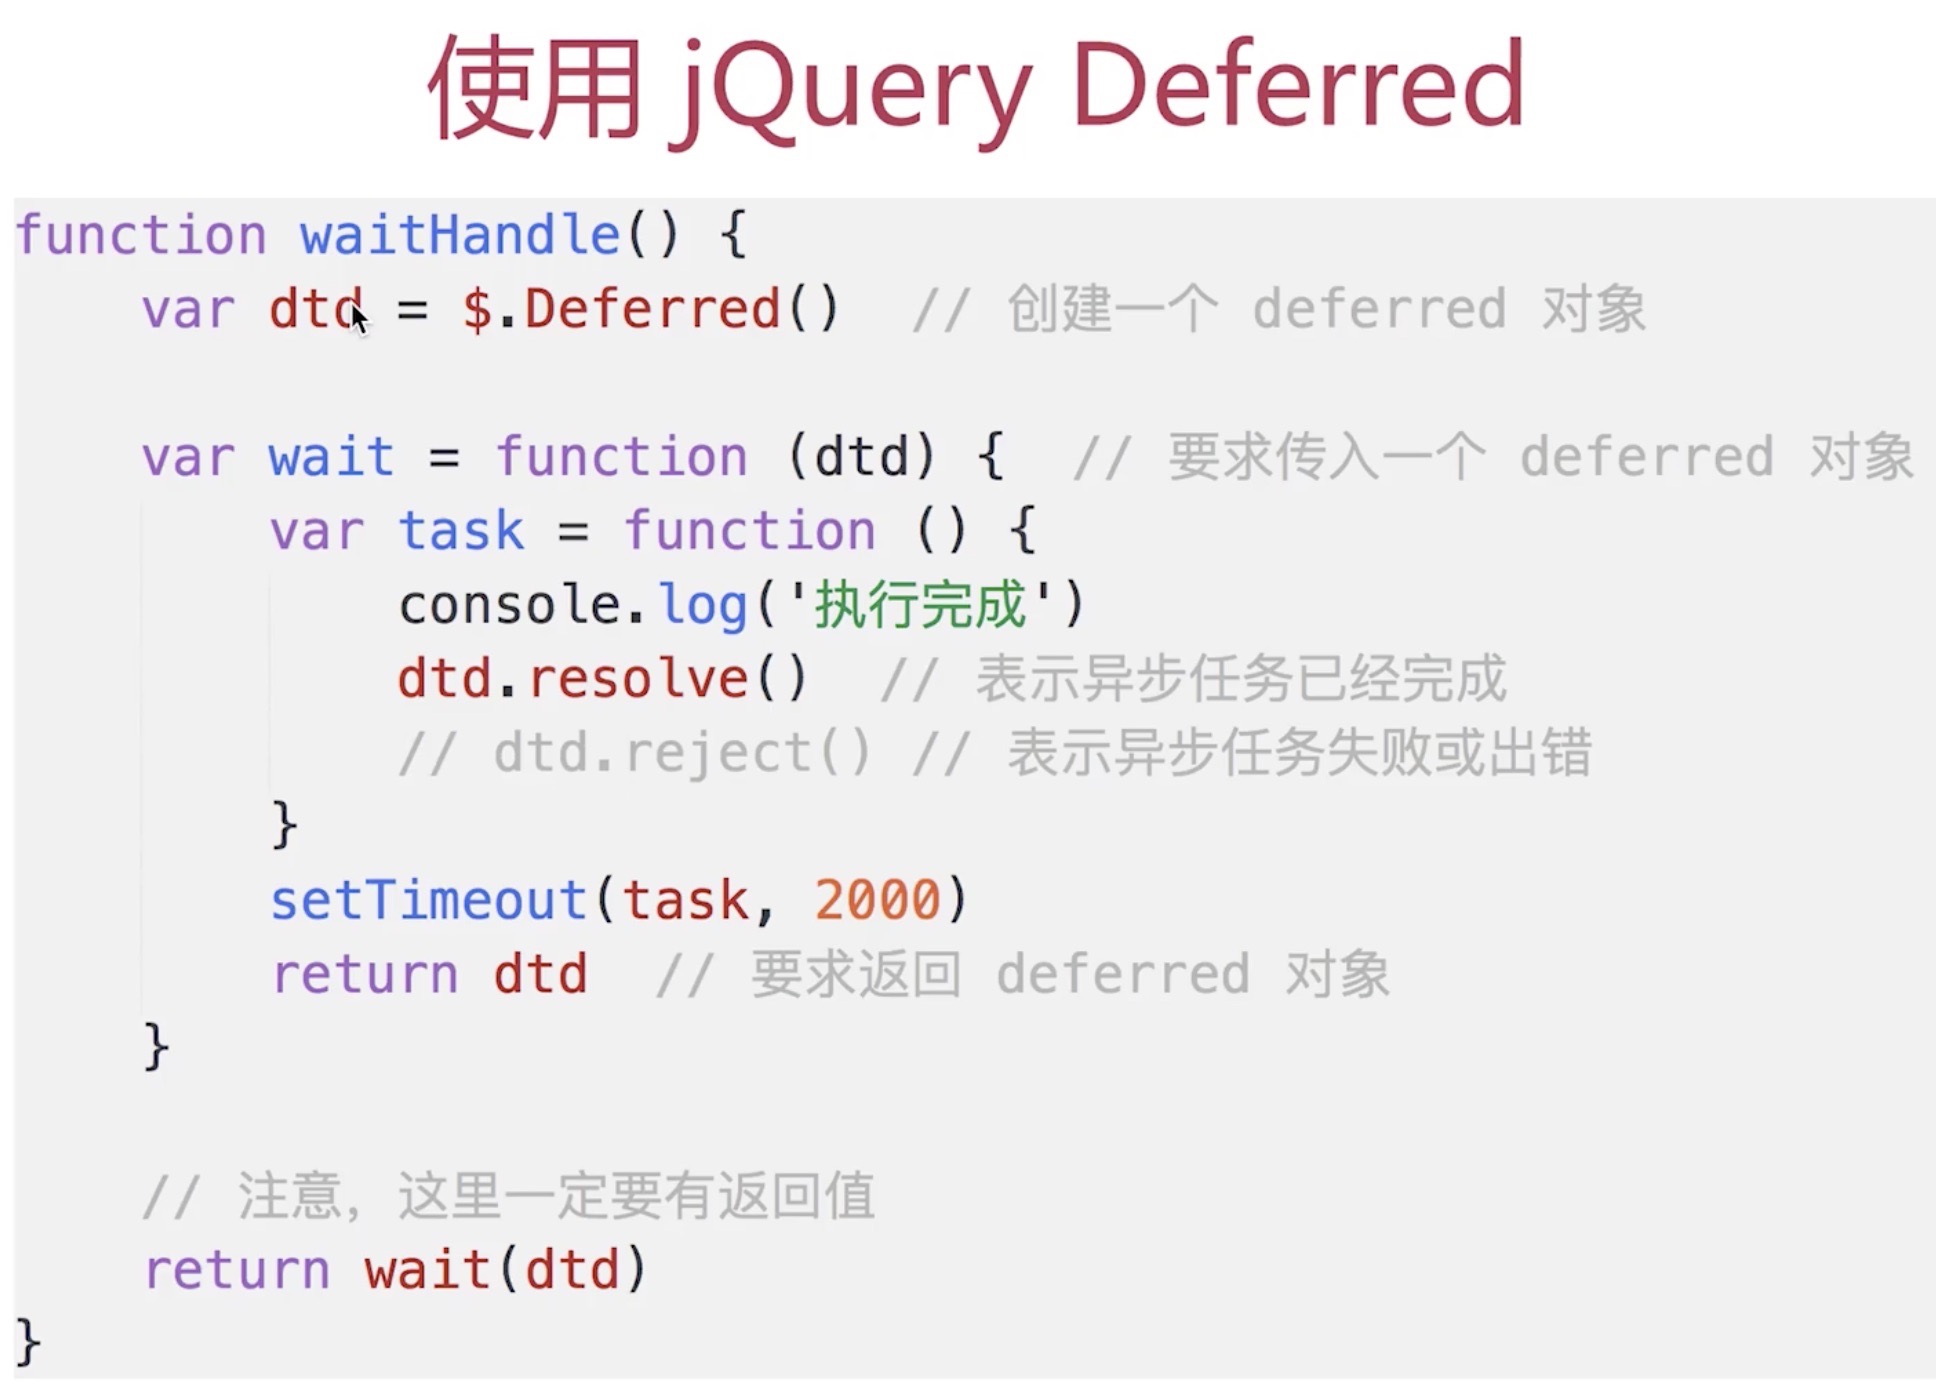 使用 jQuery Deferred
function waitHandle() {
    var dtd = $.Deferred()  // 创建一个 deferred 对象
    var wait = function (dtd) {  // 要求传入一个 deferred 对象
        var task = function () {
            console.log('执行完成')
            dtd.resolve()  // 表示异步任务已经完成
            // dtd.reject() // 表示异步任务失败或出错
        }
        setTimeout(task, 2000)
        return dtd  // 要求返回 deferred 对象
    }
    // 注意，这里一定要有返回值
    return wait(dtd)
}